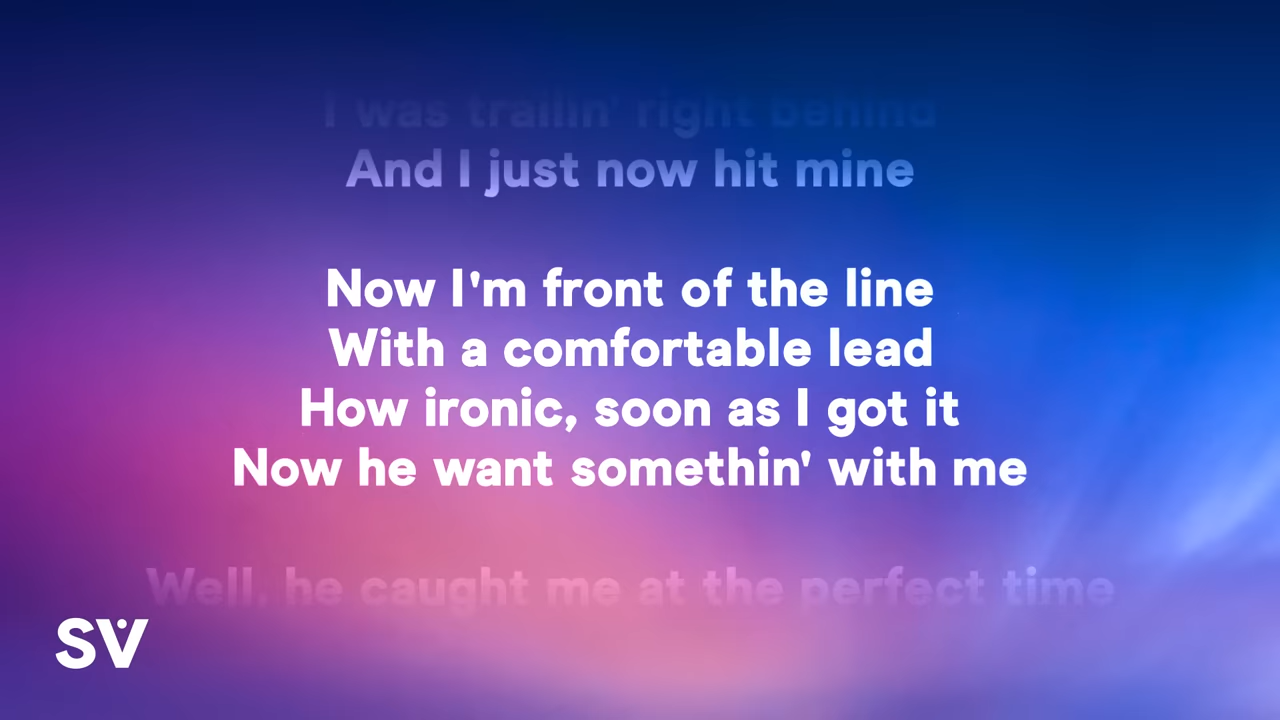 I was trailin' right behind
And I just now hit mine
Now I'm front of the line
With a comfortable lead
How ironic, soon as I got it
Now he want somethin' with me
Well, he caught me at the perfect time
SV